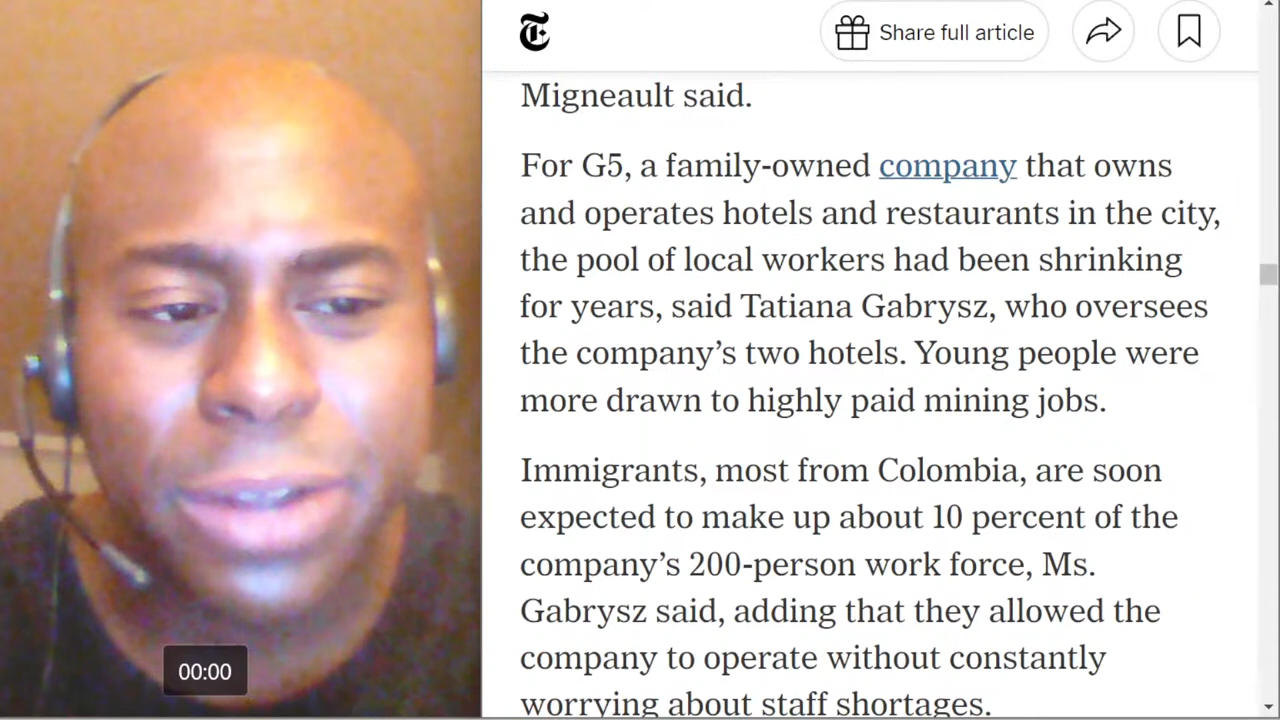 Share full article
Migneault said.
For G5, a family-owned company that owns
and operates hotels and restaurants in the city,
the pool of local workers had been shrinking
for years, said Tatiana Gabrysz, who oversees
the company’s two hotels. Young people were
more drawn to highly paid mining jobs.
Immigrants, most from Colombia, are soon
expected to make up about 10 percent of the
company’s 200-person work force, Ms.
Gabrysz said, adding that they allowed the
company to operate without constantly
worrying about staff shortages.
00:00